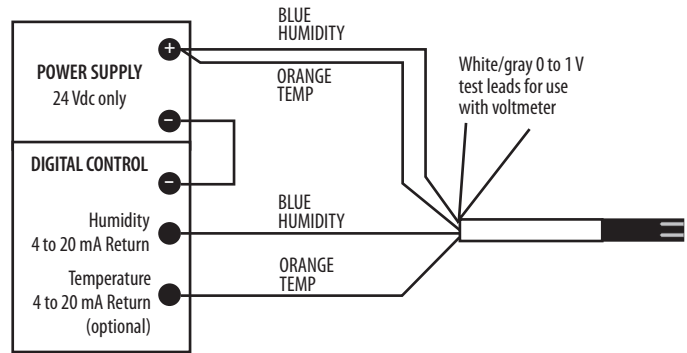 BLUE
HUMIDITY
+
POWER SUPPLY
24 Vdc only
ORANGE
TEMP
White/gray 0 to 1 V
test leads for use
with voltmeter
−
DIGITAL CONTROL
−
Humidity
4 to 20 mA Return
BLUE
HUMIDITY
Temperature
4 to 20 mA Return
(optional)
ORANGE
TEMP